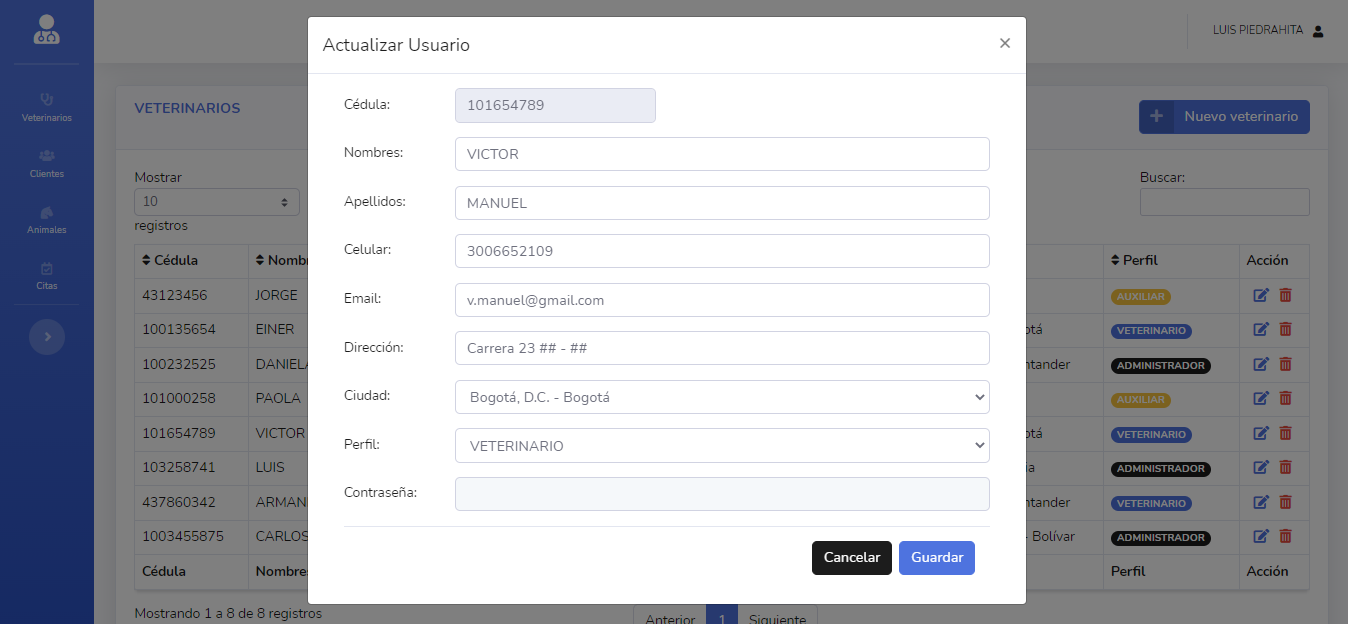 LUIS PIEDRAHITA
Veterinarios
Clientes
Animales
Citas
VETERINARIOS
Nuevo veterinario
Mostrar
10
registros
Buscar:
Cédula Nomb Perfil Acción
43123456 JORGE AUXILIAR
100135654 EINER otá VETERINARIO
100232525 DANIELA ntander ADMINISTRADOR
101000258 PAOLA AUXILIAR
101654789 VICTOR otá VETERINARIO
103258741 LUIS ADMINISTRADOR
437860342 ARMAN ntander VETERINARIO
1003455875 CARLOS - Bolívar ADMINISTRADOR
Cédula Nombre Perfil Acción
Mostrando 1 a 8 de 8 registros
Anterior 1 Siguiente
Actualizar Usuario ×
Cédula: 101654789
Nombres: VICTOR
Apellidos: MANUEL
Celular: 3006652109
Email: v.manuel@gmail.com
Dirección: Carrera 23 ## - ##
Ciudad: Bogotá, D.C. - Bogotá
Perfil: VETERINARIO
Contraseña:
Cancelar Guardar